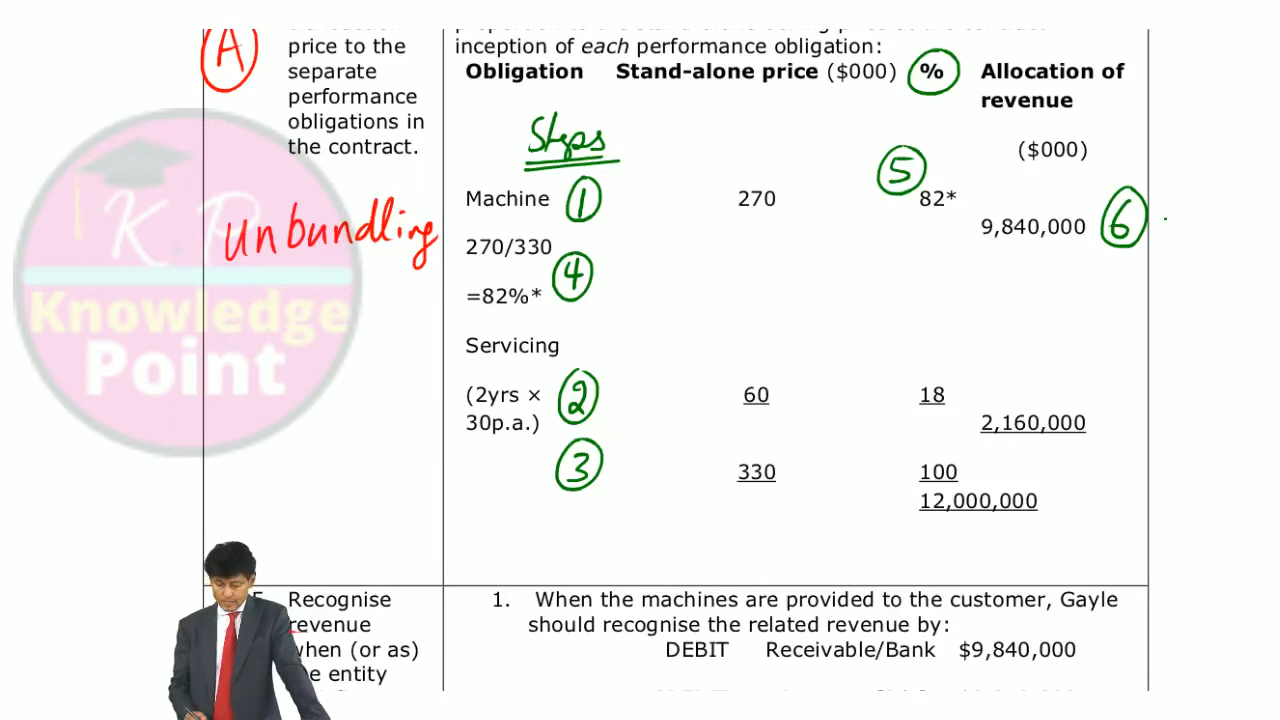 price to the
separate
performance
obligations in
the contract.
A
Unbundling
K P
Knowledge
Point
inception of each performance obligation:
Obligation Stand-alone price ($000) % Allocation of
revenue
Steps
($000)
5
Machine 1 270 82*
9,840,000 6
270/330
4
=82%*
Servicing
(2yrs × 2 60 18
30p.a.) 2,160,000
3 330 100
12,000,000
Recognise
revenue
when (or as)
entity
1. When the machines are provided to the customer, Gayle
should recognise the related revenue by:
DEBIT Receivable/Bank $9,840,000